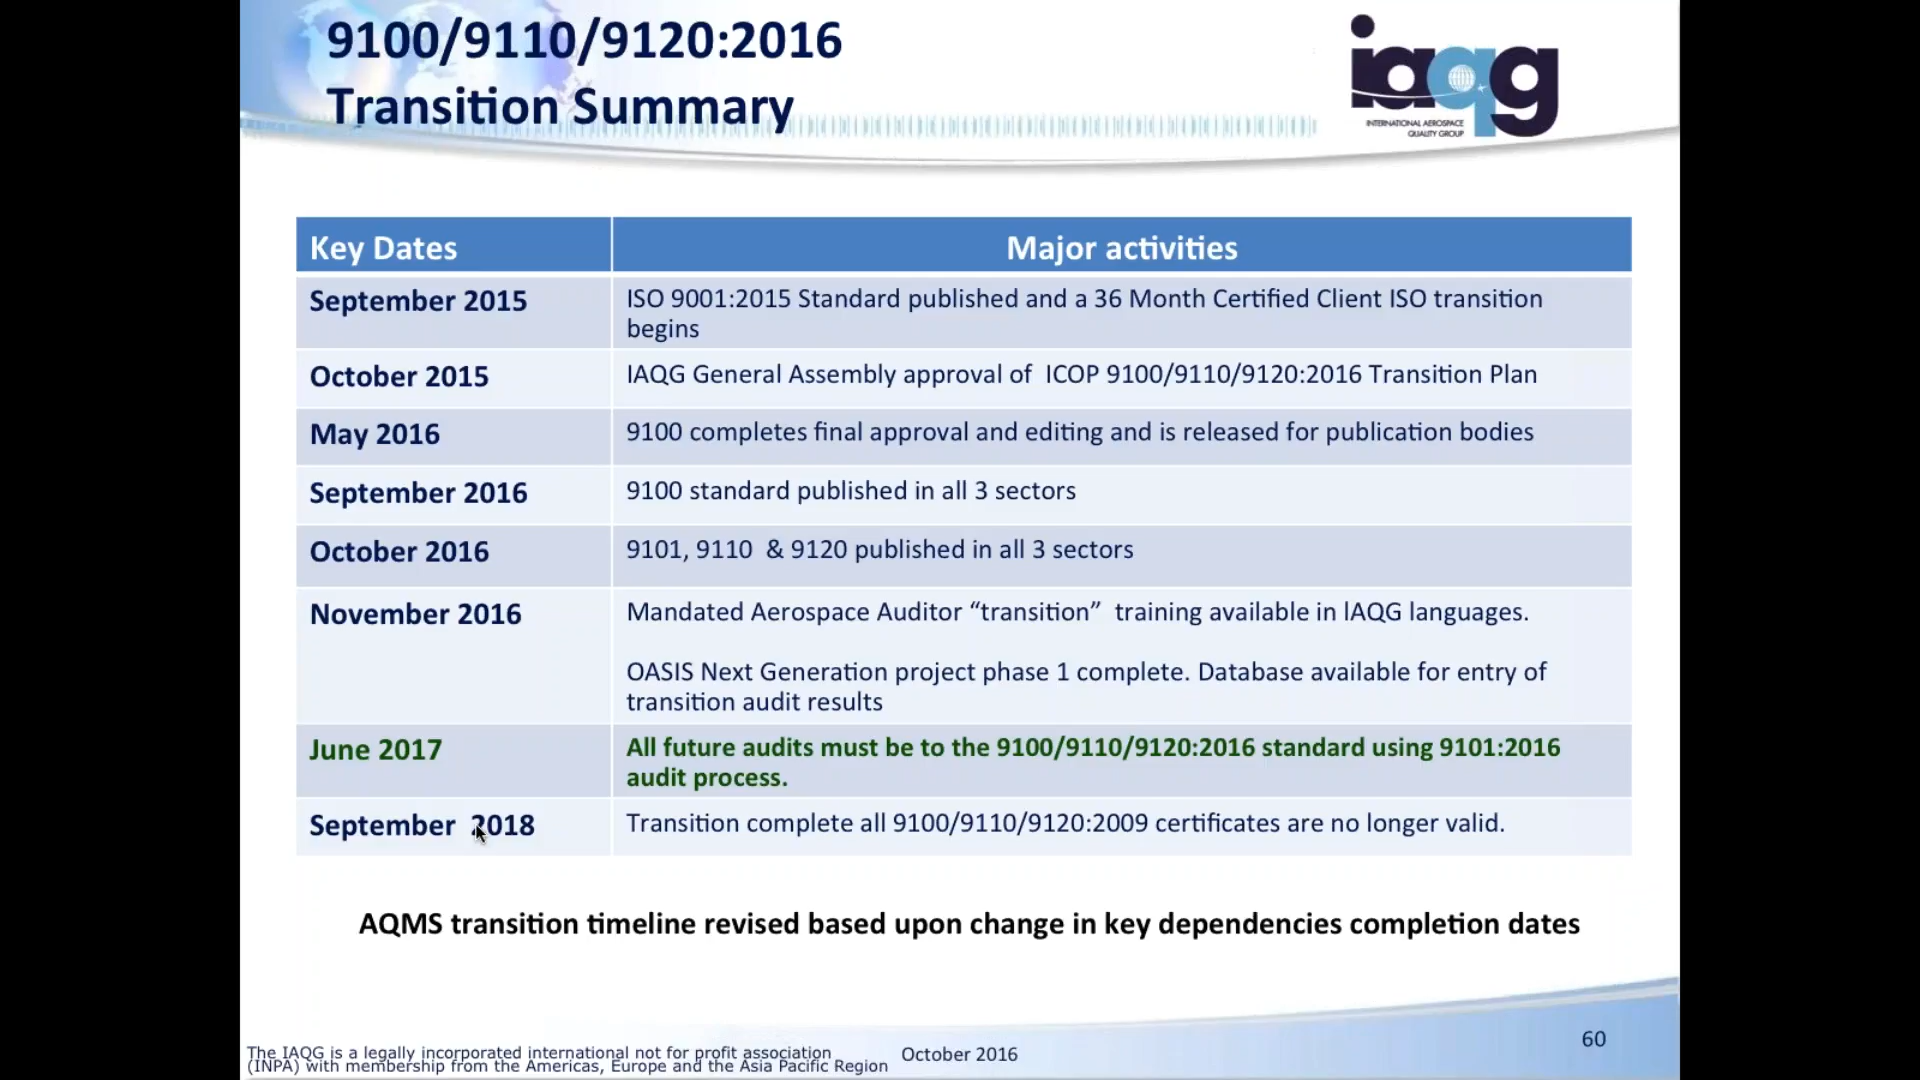 9100/9110/9120:2016
Transition Summary
iaqg
INTERNATIONAL AEROSPACE
QUALITY GROUP
Key Dates
Major activities
September 2015
ISO 9001:2015 Standard published and a 36 Month Certified Client ISO transition
begins
October 2015
IAQG General Assembly approval of  ICOP 9100/9110/9120:2016 Transition Plan
May 2016
9100 completes final approval and editing and is released for publication bodies
September 2016
9100 standard published in all 3 sectors
October 2016
9101, 9110  & 9120 published in all 3 sectors
November 2016
Mandated Aerospace Auditor “transition”  training available in IAQG languages.
OASIS Next Generation project phase 1 complete. Database available for entry of
transition audit results
June 2017
All future audits must be to the 9100/9110/9120:2016 standard using 9101:2016
audit process.
September  2018
Transition complete all 9100/9110/9120:2009 certificates are no longer valid.
AQMS transition timeline revised based upon change in key dependencies completion dates
The IAQG is a legally incorporated international not for profit association
(INPA) with membership from the Americas, Europe and the Asia Pacific Region
October 2016
60